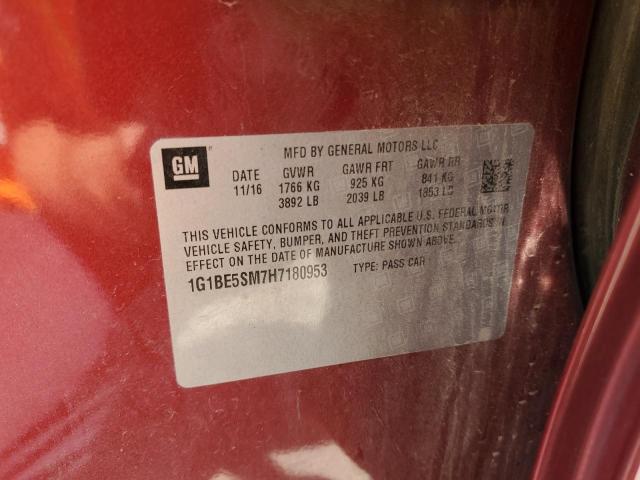 MFD BY GENERAL MOTORS LLC
GM
DATE GVWR GAWR FRT GAWR RR
11/16 1766 KG 925 KG 841 KG
3892 LB 2039 LB 1853 LB
THIS VEHICLE CONFORMS TO ALL APPLICABLE U.S. FEDERAL MOTOR
VEHICLE SAFETY, BUMPER, AND THEFT PREVENTION STANDARDS IN
EFFECT ON THE DATE OF MANUFACTURE SHOWN ABOVE.
1G1BE5SM7H7180953 TYPE: PASS CAR